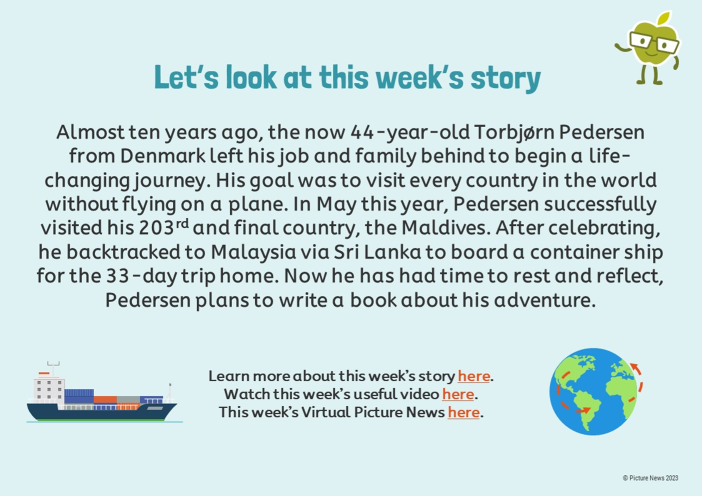 Let's look at this week's story
Almost ten years ago, the now 44-year-old Torbjørn Pedersen
from Denmark left his job and family behind to begin a life-
changing journey. His goal was to visit every country in the world
without flying on a plane. In May this year, Pedersen successfully
visited his 203rd and final country, the Maldives. After celebrating,
he backtracked to Malaysia via Sri Lanka to board a container ship
for the 33-day trip home. Now he has had time to rest and reflect,
Pedersen plans to write a book about his adventure.
Learn more about this week's story here.
Watch this week's useful video here.
This week's Virtual Picture News here.
© Picture News 2023